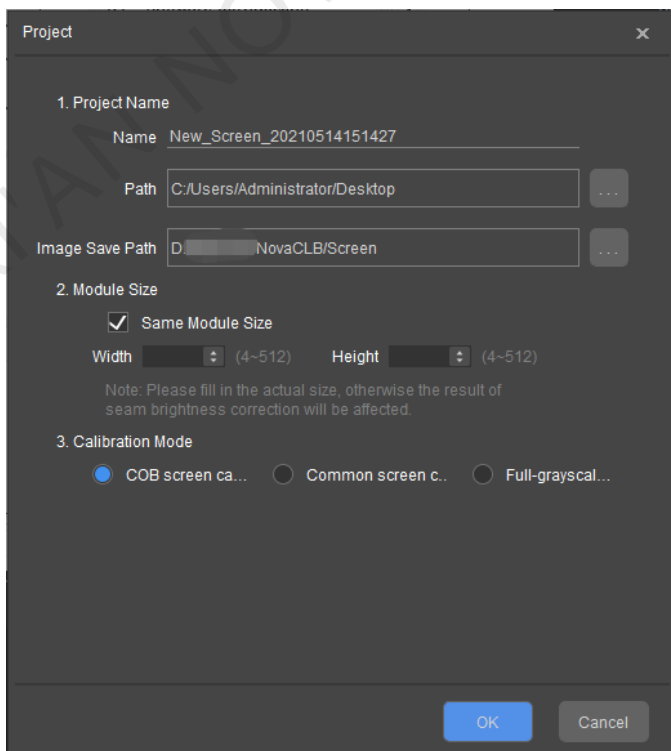 Project
1. Project Name
Name New_Screen_20210514151427
Path C:/Users/Administrator/Desktop ...
Image Save Path D. NovaCLB/Screen ...
2. Module Size
Same Module Size
Width (4~512) Height (4~512)
Note: Please fill in the actual size, otherwise the result of
seam brightness correction will be affected.
3. Calibration Mode
COB screen ca... Common screen c.. Full-grayscal...
OK Cancel